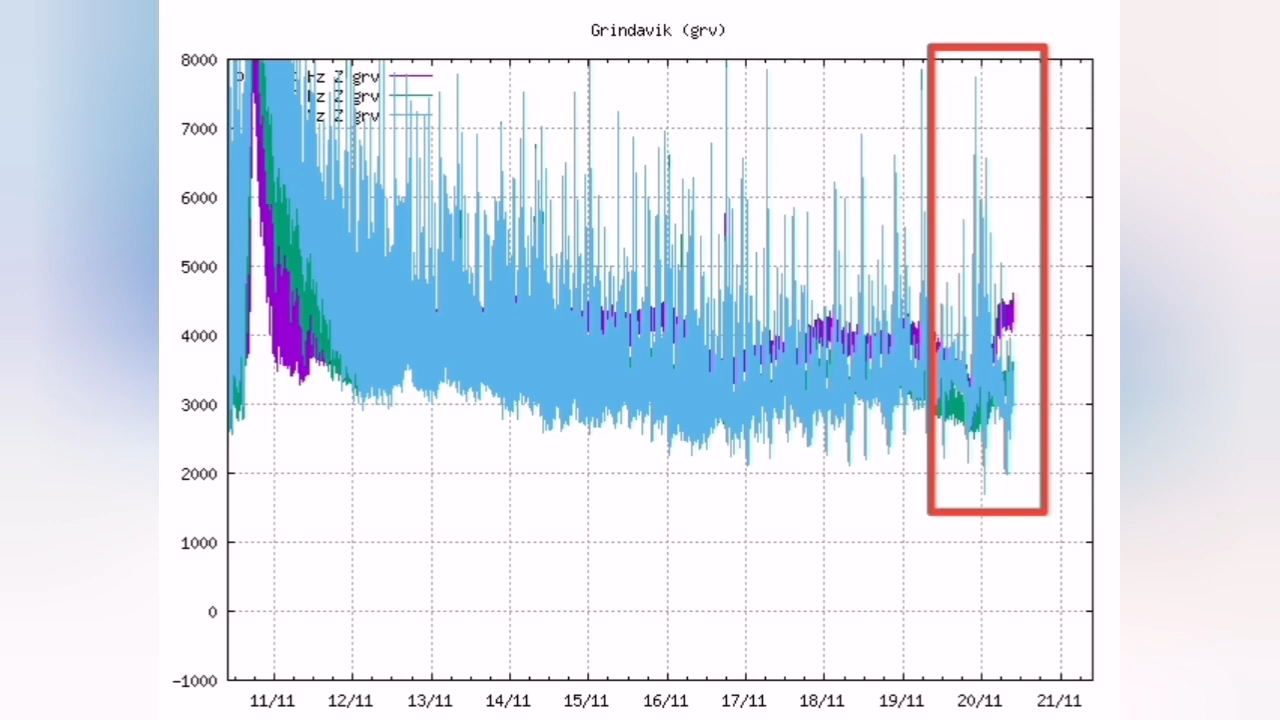 Grindavik (grv)
8000
Hz Z grv
Z grv
Z grv
7000
6000
5000
4000
3000
2000
1000
0
-1000
11/11 12/11 13/11 14/11 15/11 16/11 17/11 18/11 19/11 20/11 21/11